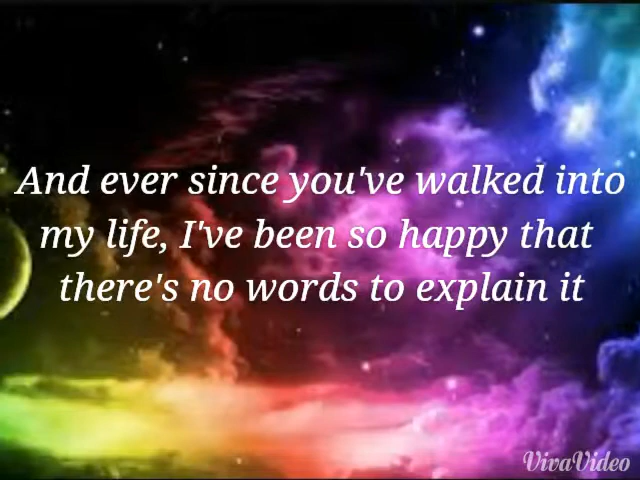 And ever since you've walked into
my life, I've been so happy that
there's no words to explain it
VivaVideo